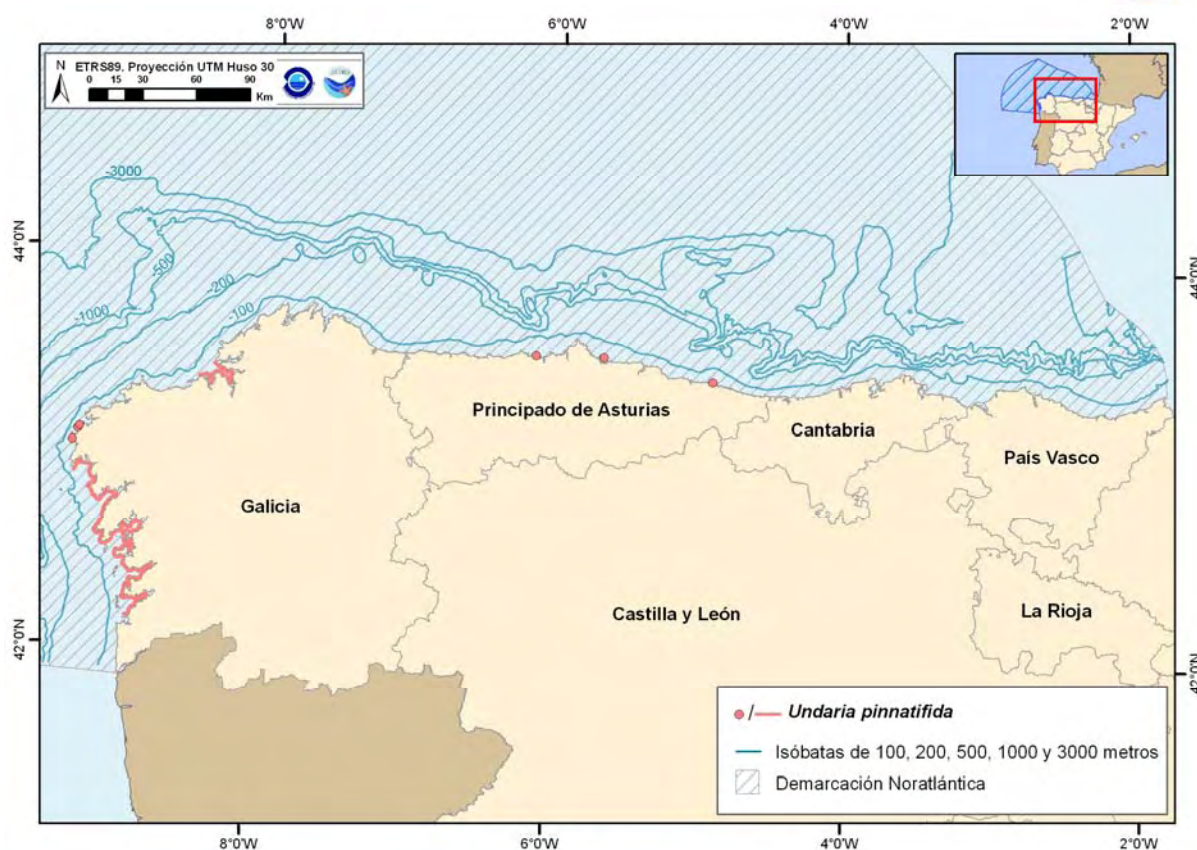 8°0'W 6°0'W 4°0'W 2°0'W
N ETRS89. Proyección UTM Huso 30
0 15 30 60 90
Km
-3000
44°0'N
44°0'N
-500
-200
-1000
-100
Principado de Asturias
Cantabria
País Vasco
Galicia
Castilla y León
La Rioja
42°0'N
42°0'N
/ Undaria pinnatifida
Isóbatas de 100, 200, 500, 1000 y 3000 metros
Demarcación Noratlántica
8°0'W 6°0'W 4°0'W 2°0'W